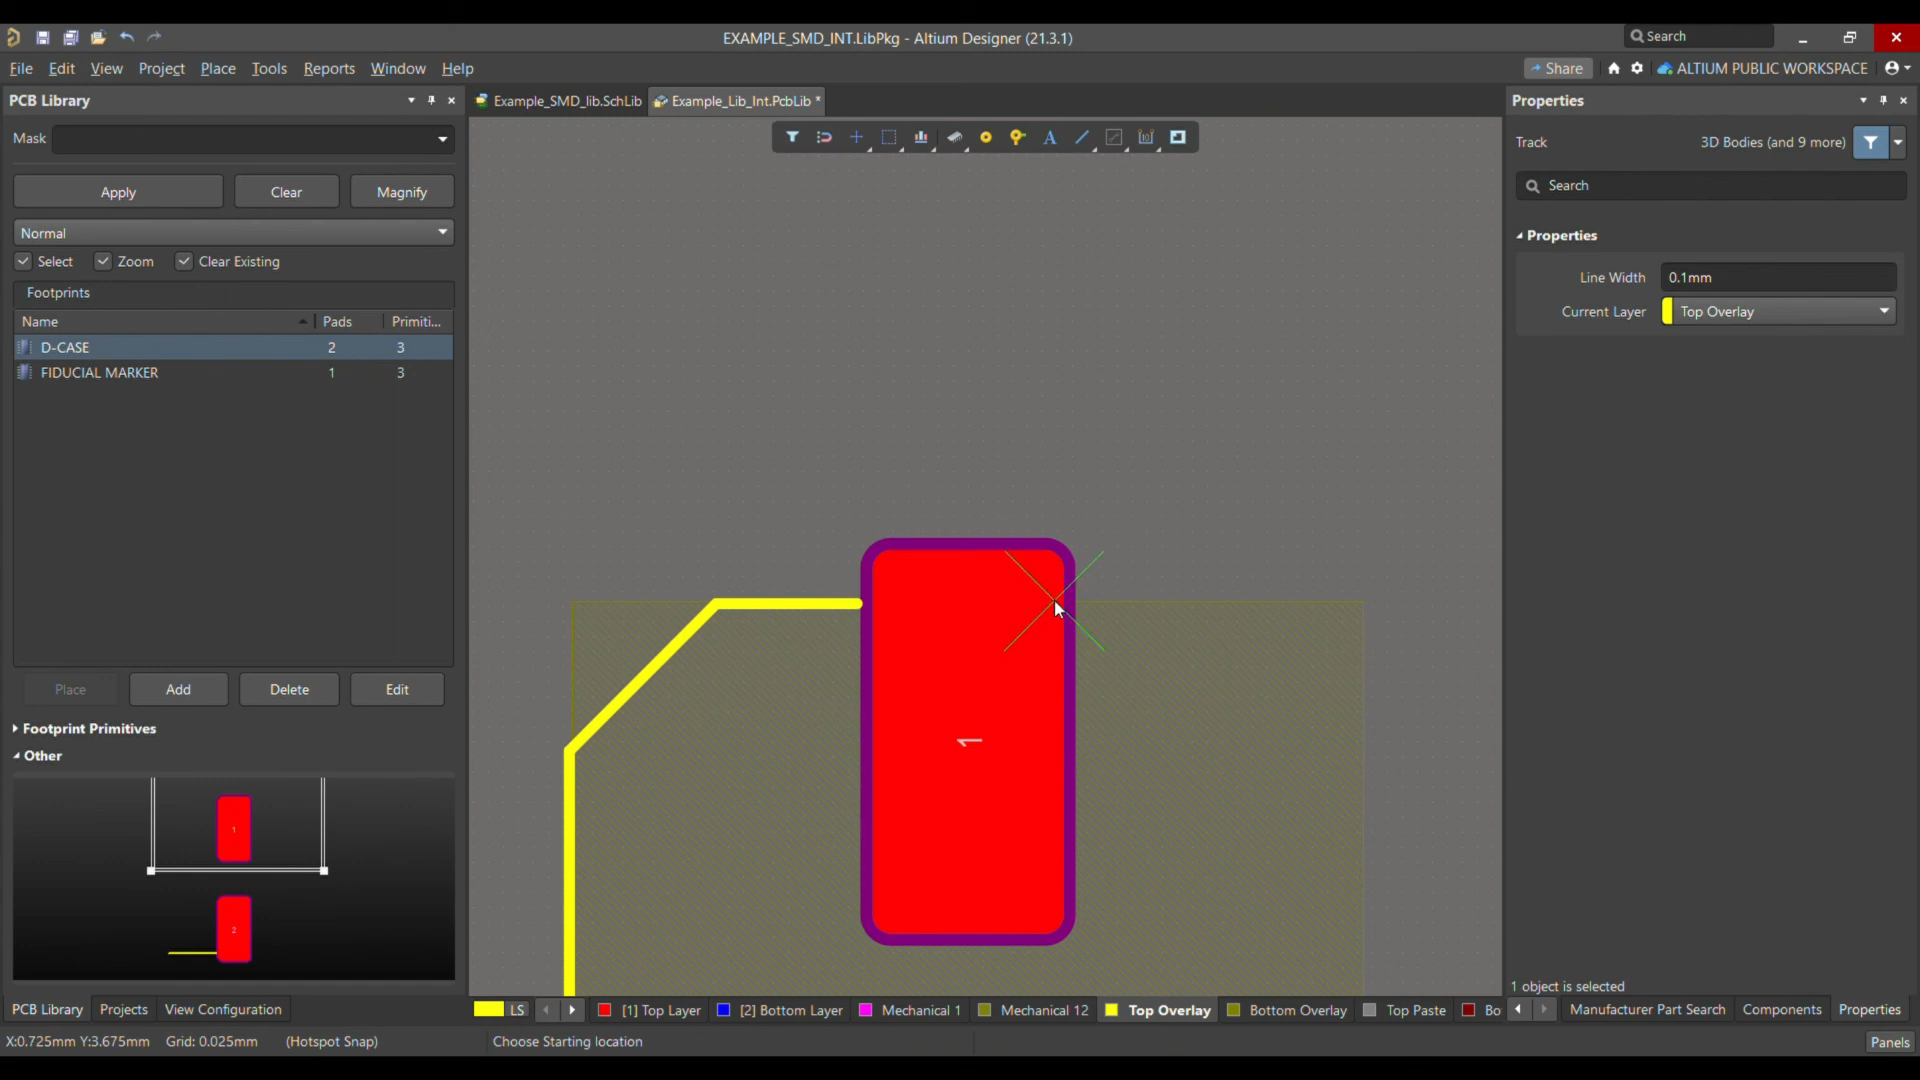 EXAMPLE_SMD_INT.LibPkg - Altium Designer (21.3.1)
Search
File Edit View Project Tools Place Reports Window Help
Share
ALTIUM PUBLIC WORKSPACE
PCB Library
Example_SMD_lib.SchLib
Example_Lib_Int.PcbLib *
Properties
Mask
Track
3D Bodies (and 9 more)
Search
Apply Clear Magnify
Normal
Properties
Select Zoom Clear Existing
Line Width 0.1mm
Footprints
Current Layer Top Overlay
Name Pads Primiti...
D-CASE 2 3
FIDUCIAL MARKER 1 3
Place Add Delete Edit
Footprint Primitives
1
Other
1
2
1 object is selected
PCB Library Projects View Configuration
LS [1] Top Layer [2] Bottom Layer Mechanical 1 Mechanical 12 Top Overlay Bottom Overlay Top Paste Bo
Manufacturer Part Search Components Properties
X:0.725mm Y:3.675mm Grid: 0.025mm (Hotspot Snap)
Choose Starting location
Panels